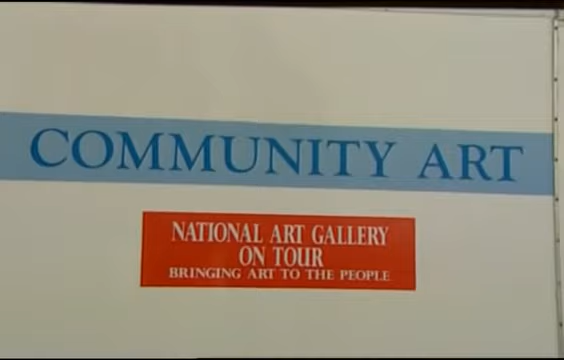 COMMUNITY ART
NATIONAL ART GALLERY
ON TOUR
BRINGING ART TO THE PEOPLE